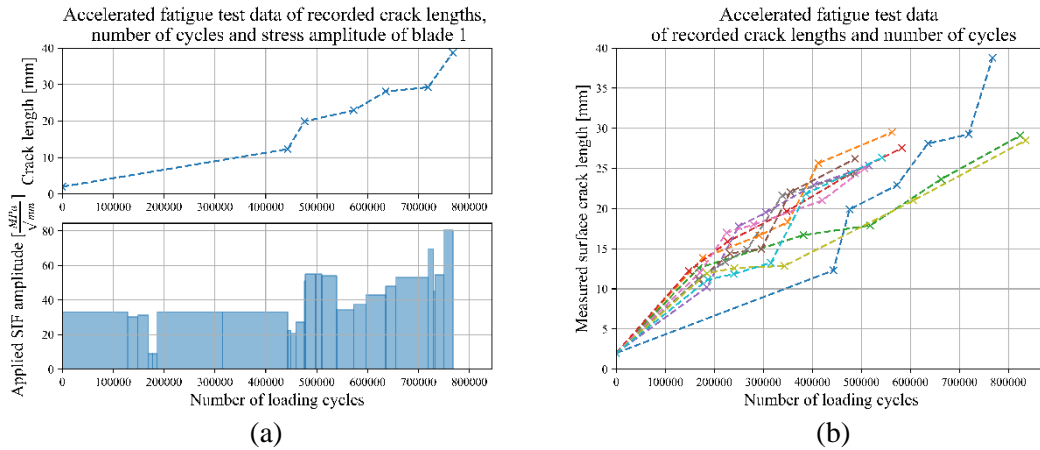 Accelerated fatigue test data of recorded crack lengths,
number of cycles and stress amplitude of blade 1
Crack length [mm]
40
30
20
10
0
0 100000 200000 300000 400000 500000 600000 700000 800000
Applied SIF amplitude [MPa/√mm]
80
60
40
20
0
0 100000 200000 300000 400000 500000 600000 700000 800000
Number of loading cycles
(a)
Accelerated fatigue test data
of recorded crack lengths and number of cycles
Measured surface crack length [mm]
40
35
30
25
20
15
10
5
0
0 100000 200000 300000 400000 500000 600000 700000 800000
Number of loading cycles
(b)